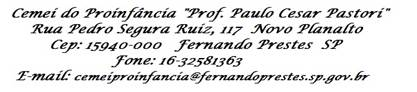 Cemei do Proinfância "Prof. Paulo Cesar Pastori"
Rua Pedro Segura Ruiz, 117 Novo Planalto
Cep: 15940-000 Fernando Prestes SP
Fone: 16-32581363
E-mail: cemeiproinfancia@fernandoprestes.sp.gov.br